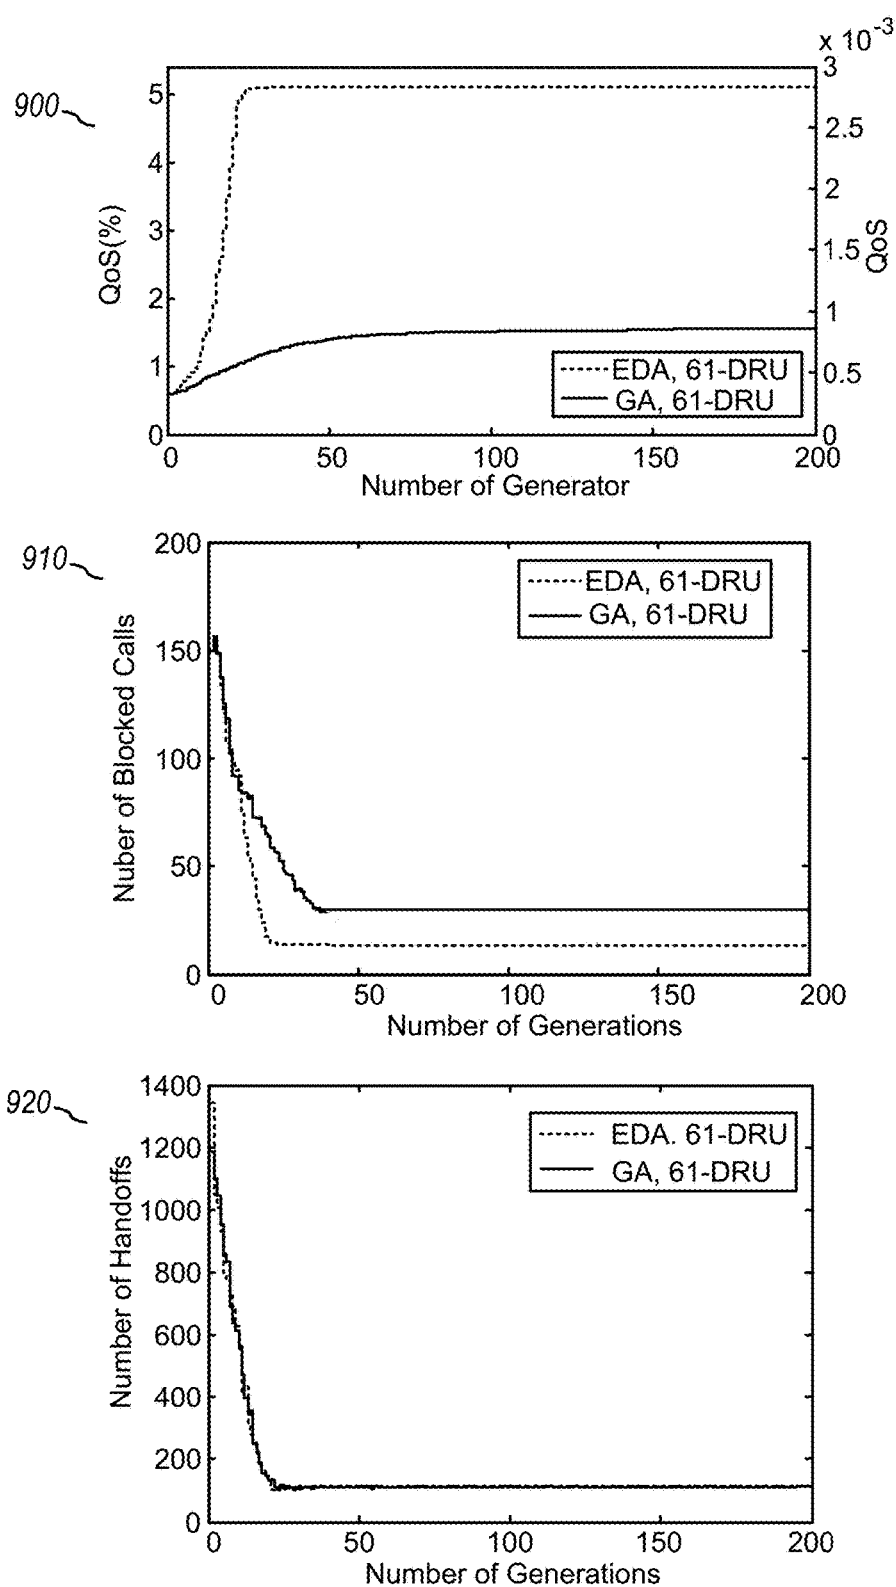 x 10-3
900
5
4
3
2
1
0
QoS(%)
3
2.5
2
1.5
1
0.5
0
QoS
EDA, 61-DRU
GA, 61-DRU
0 50 100 150 200
Number of Generator
910
200
150
100
50
0
Nuber of Blocked Calls
EDA, 61-DRU
GA, 61-DRU
0 50 100 150 200
Number of Generations
920
1400
1200
1000
800
600
400
200
0
Number of Handoffs
EDA. 61-DRU
GA, 61-DRU
0 50 100 150 200
Number of Generations